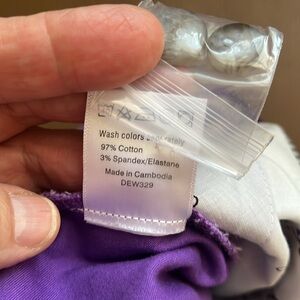 Wash colors separately
97% Cotton
3% Spandex/Elastane
Made in Cambodia
DEW329